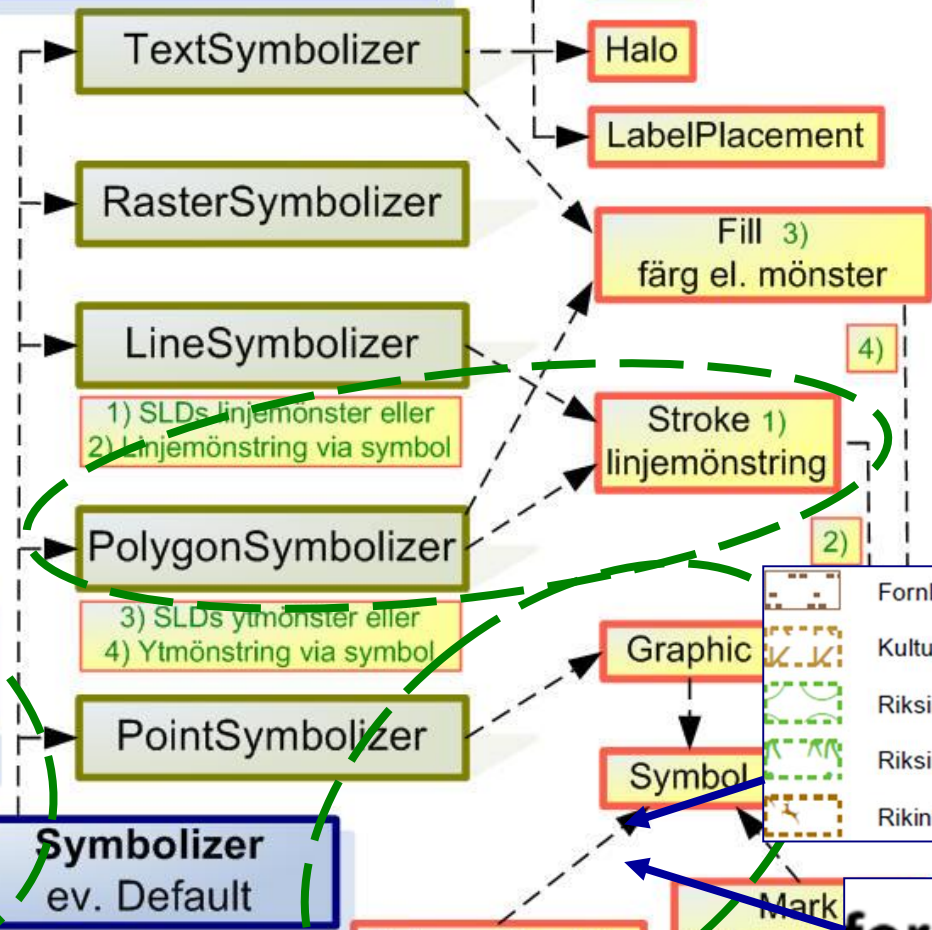 TextSymbolizer
Halo
LabelPlacement
RasterSymbolizer
Fill 3)
färg el. mönster
LineSymbolizer
4)
1) SLDs linjemönster eller
2) Linjemönstring via symbol
Stroke 1)
linjemönstring
PolygonSymbolizer
2)
3) SLDs ytmönster eller
4) Ytmönstring via symbol
Graphic
PointSymbolizer
Symbol
Fornl
Kultu
Riksi
Riksi
Rikin
Symbolizer
ev. Default
Mark